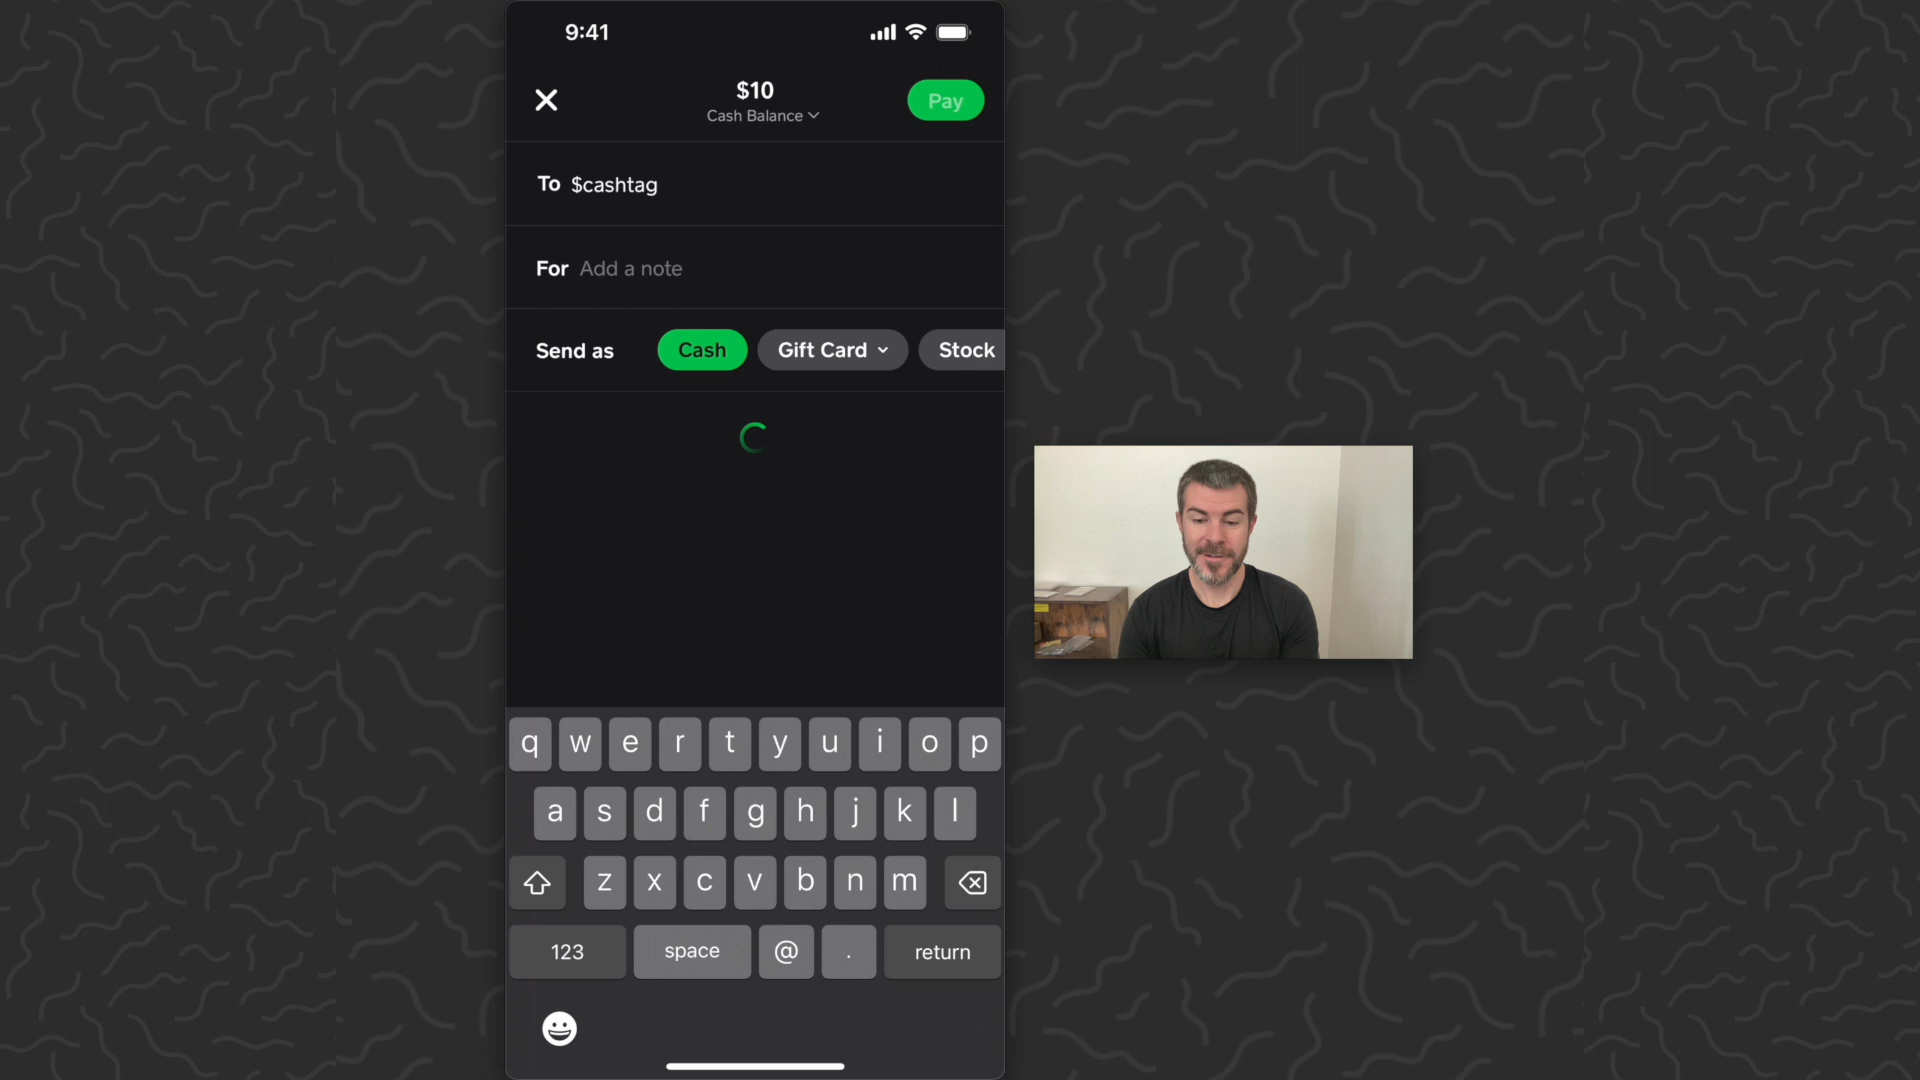 9:41
$10
Cash Balance
Pay
To $cashtag
For Add a note
Send as Cash Gift Card Stock
q w e r t y u i o p
a s d f g h j k l
z x c v b n m
123 space @ . return